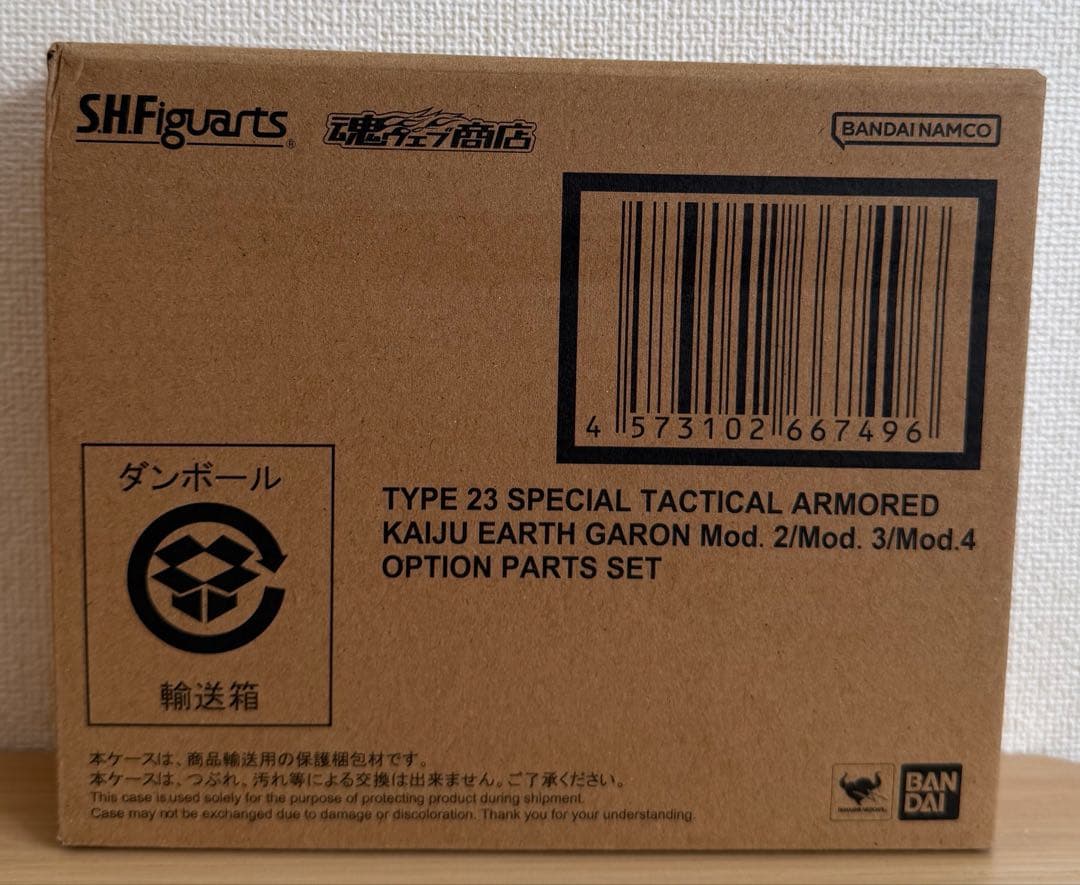 S.H.Figuarts®
魂ウェブ商店
BANDAI NAMCO
4 573102 667496
TYPE 23 SPECIAL TACTICAL ARMORED
KAIJU EARTH GARON Mod. 2/Mod. 3/Mod.4
OPTION PARTS SET
ダンボール
輸送箱
本ケースは、商品輸送用の保護梱包材です。
本ケースは、つぶれ、汚れ等による交換は出来ません。ご了承ください。
This case is used solely for the purpose of protecting product during shipment.
Case may not be exchanged due to damage or discoloration. Thank you for your understanding.
BAN
DAI